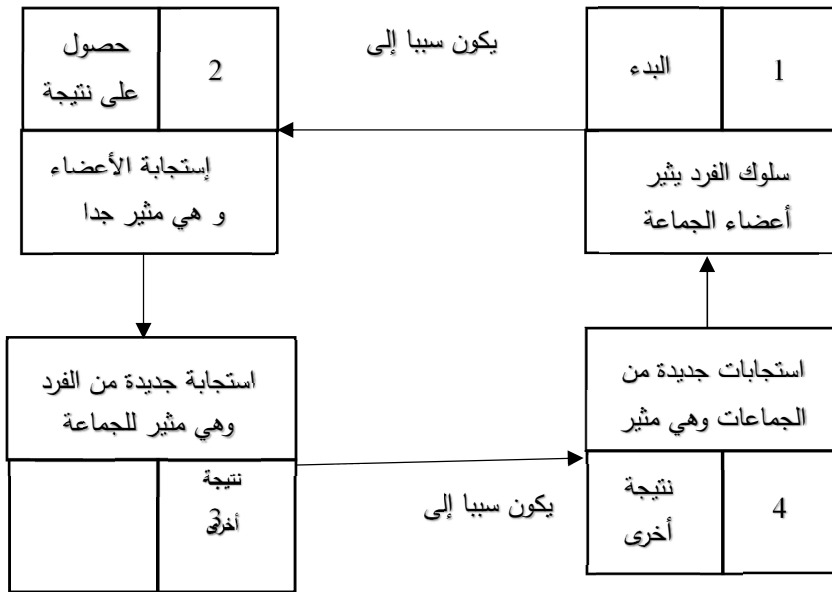 1
البدء
سلوك الفرد يثير
أعضاء الجماعة
يكون سببا إلى
2
حصول
على نتيجة
إستجابة الأعضاء
و هي مثير جدا
استجابة جديدة من الفرد
وهي مثير للجماعة
نتيجة
3
أخرى
يكون سببا إلى
استجابات جديدة من
الجماعات وهي مثير
4
نتيجة
أخرى